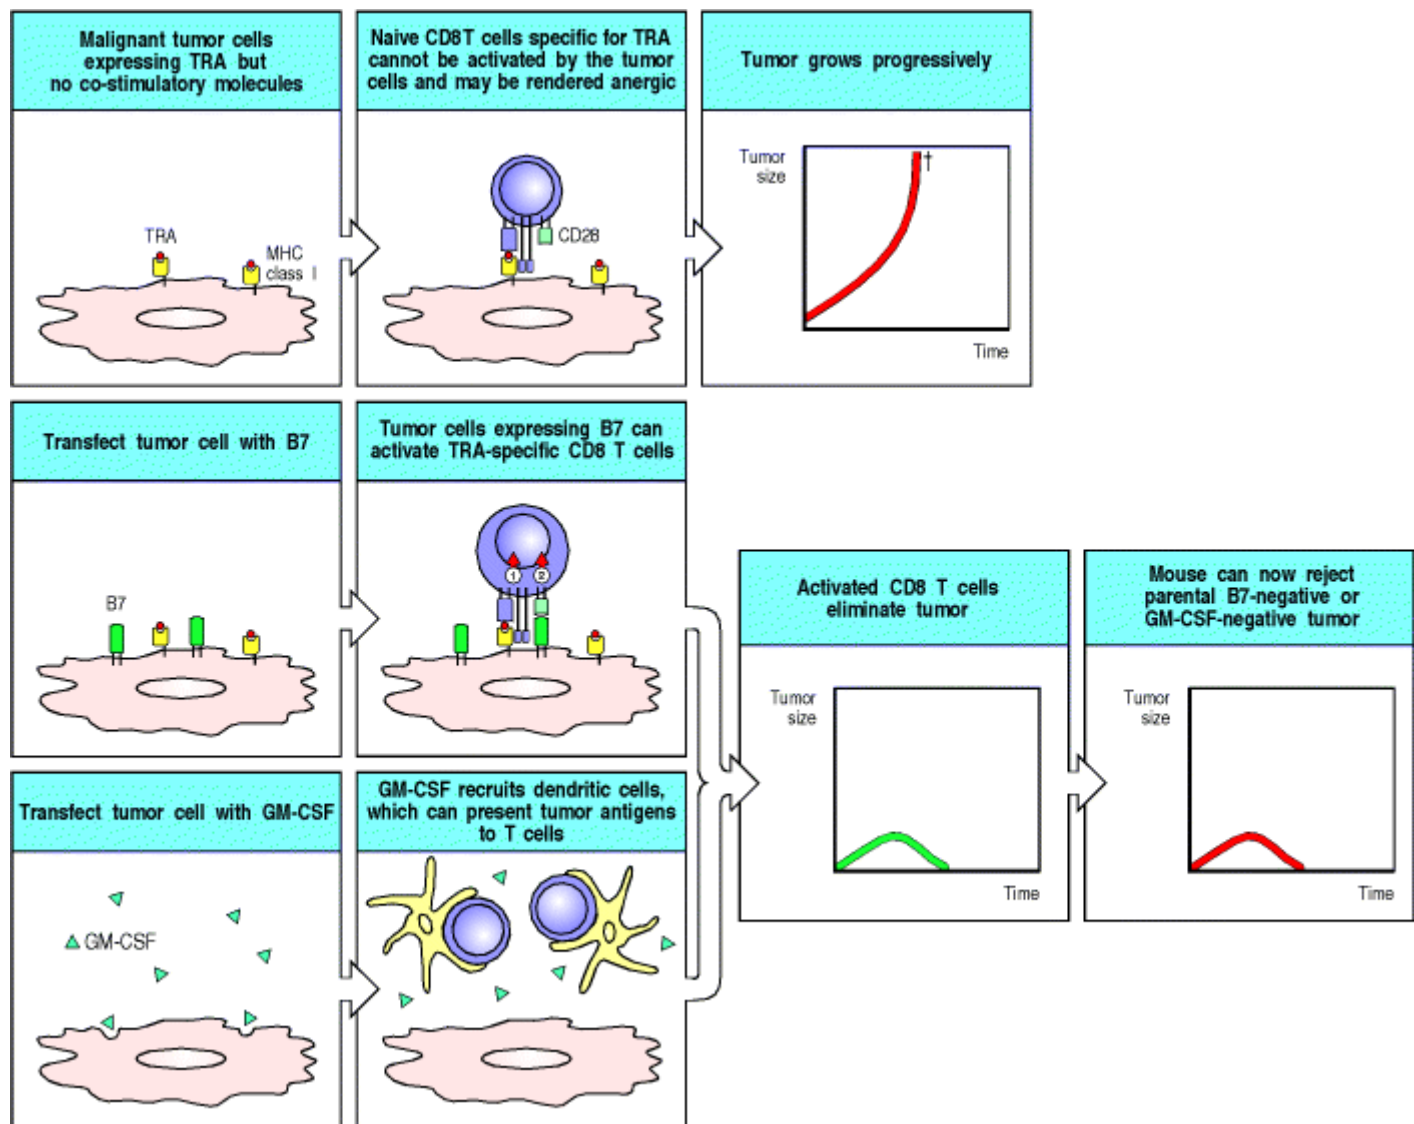 Malignant tumor cells
expressing TRA but
no co-stimulatory molecules
TRA
MHC
class I
Naive CD8 T cells specific for TRA
cannot be activated by the tumor
cells and may be rendered anergic
CD28
Tumor grows progressively
Tumor
size
†
Time
Transfect tumor cell with B7
B7
Tumor cells expressing B7 can
activate TRA-specific CD8 T cells
1
2
Transfect tumor cell with GM-CSF
GM-CSF
GM-CSF recruits dendritic cells,
which can present tumor antigens
to T cells
Activated CD8 T cells
eliminate tumor
Tumor
size
Time
Mouse can now reject
parental B7-negative or
GM-CSF-negative tumor
Tumor
size
Time